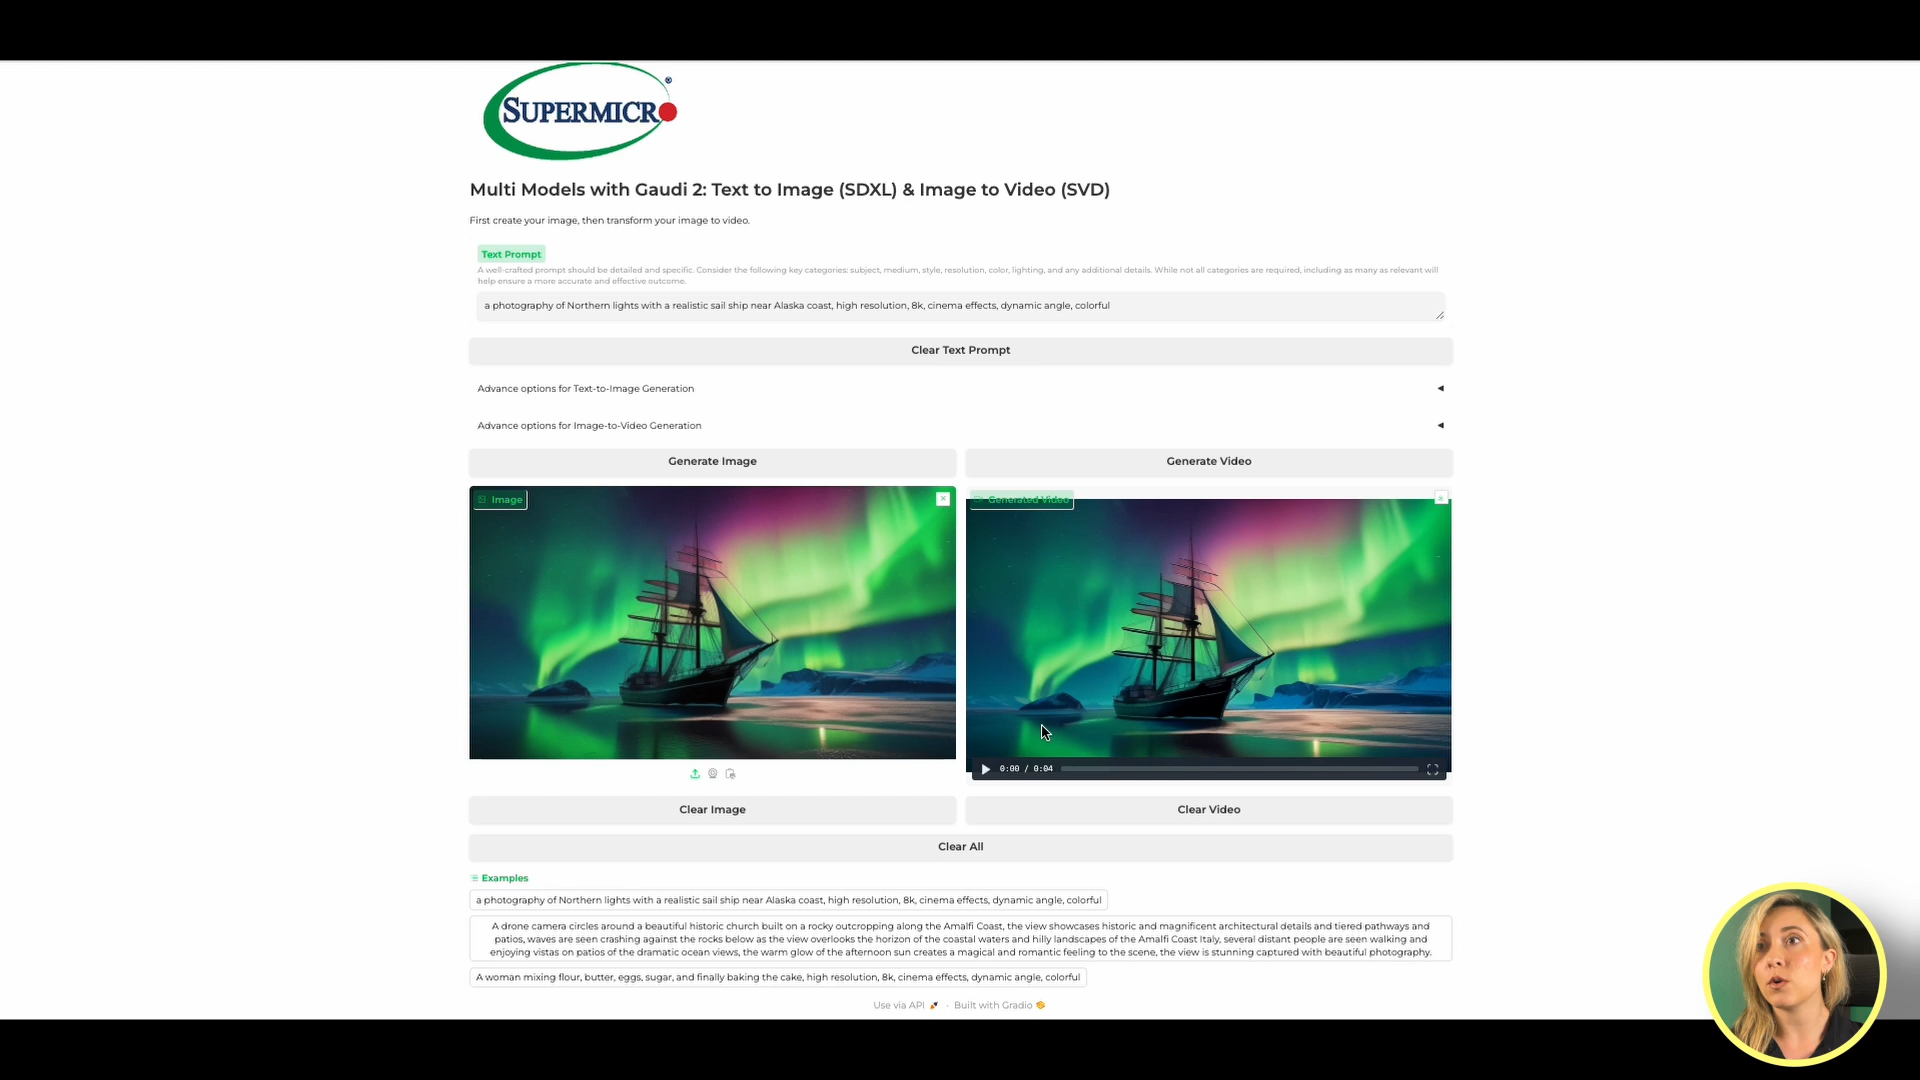 SUPERMICR
®
Multi Models with Gaudi 2: Text to Image (SDXL) & Image to Video (SVD)
First create your image, then transform your image to video.
Text Prompt
A well-crafted prompt should be detailed and specific. Consider the following key categories: subject, medium, style, resolution, color, lighting, and any additional details. While not all categories are required, including as many as relevant will
help ensure a more accurate and effective outcome.
a photography of Northern lights with a realistic sail ship near Alaska coast, high resolution, 8k, cinema effects, dynamic angle, colorful
Clear Text Prompt
Advance options for Text-to-Image Generation
Advance options for Image-to-Video Generation
Generate Image
Generate Video
Image
Generated Video
0:00 / 0:04
Clear Image
Clear Video
Clear All
Examples
a photography of Northern lights with a realistic sail ship near Alaska coast, high resolution, 8k, cinema effects, dynamic angle, colorful
A drone camera circles around a beautiful historic church built on a rocky outcropping along the Amalfi Coast, the view showcases historic and magnificent architectural details and tiered pathways and
patios, waves are seen crashing against the rocks below as the view overlooks the horizon of the coastal waters and hilly landscapes of the Amalfi Coast Italy, several distant people are seen walking and
enjoying vistas on patios of the dramatic ocean views, the warm glow of the afternoon sun creates a magical and romantic feeling to the scene, the view is stunning captured with beautiful photography.
A woman mixing flour, butter, eggs, sugar, and finally baking the cake, high resolution, 8k, cinema effects, dynamic angle, colorful
Use via API · Built with Gradio